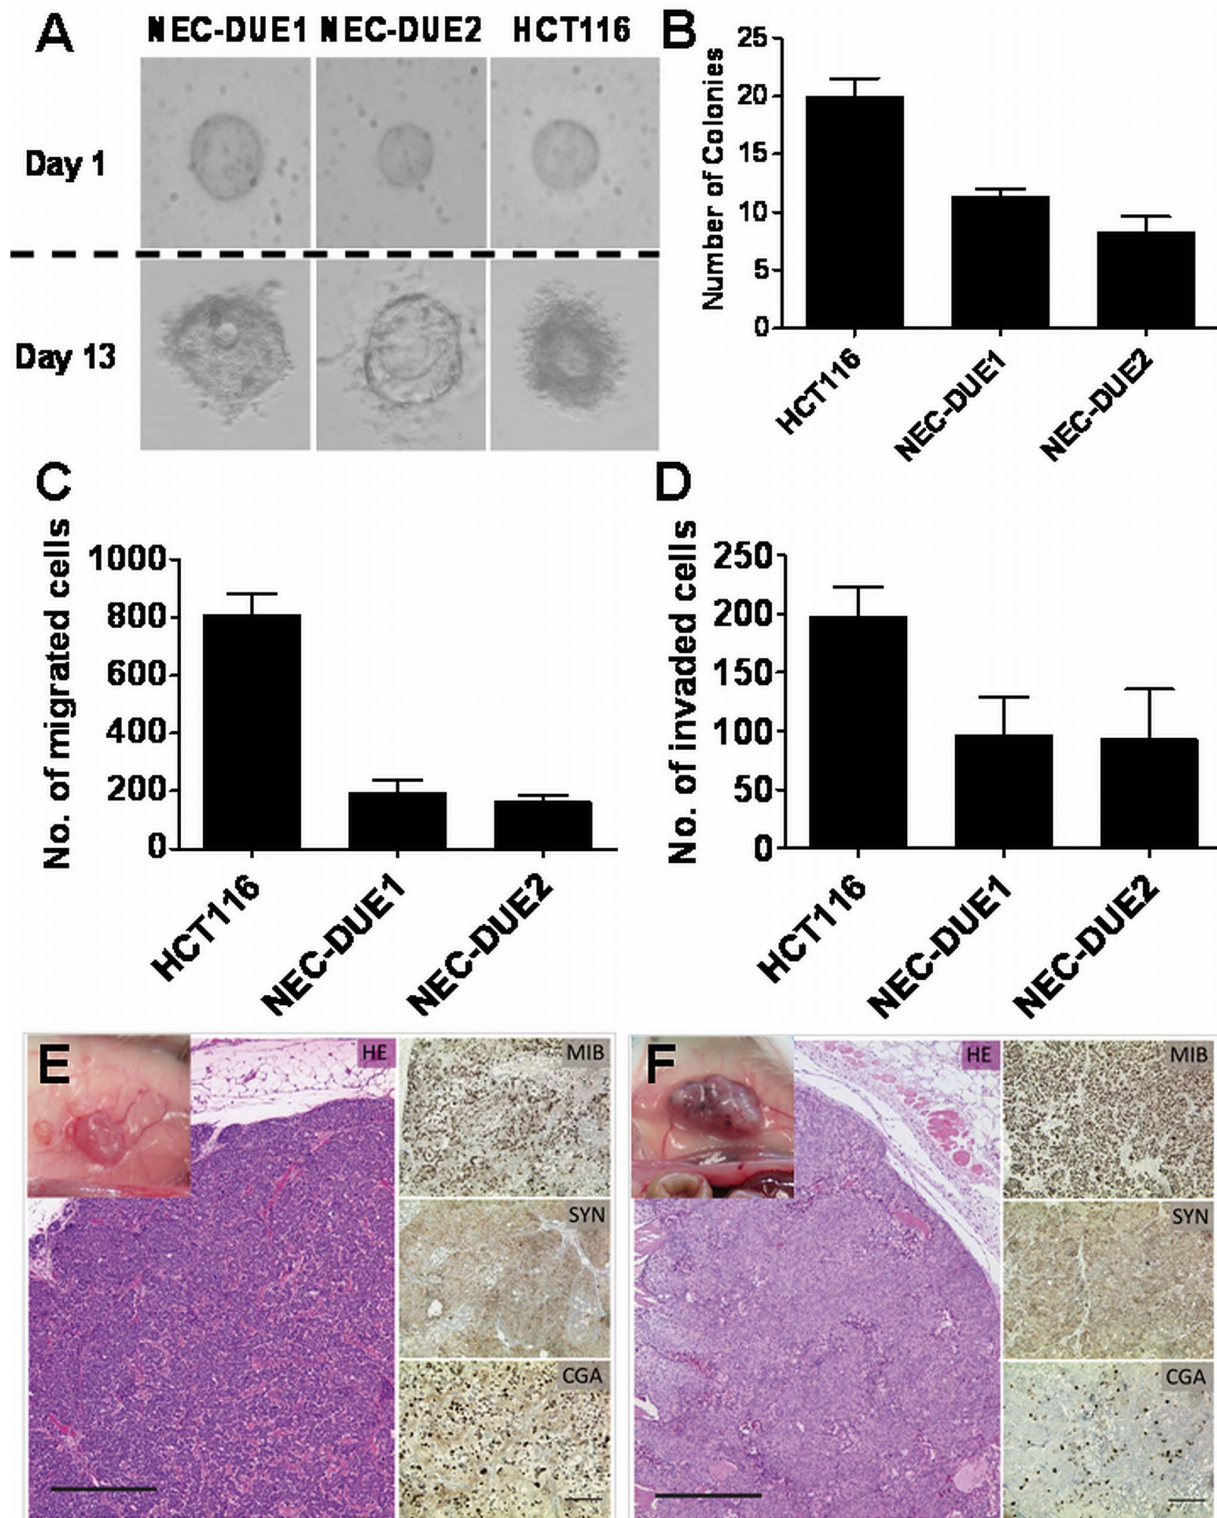 A
NEC-DUE1 NEC-DUE2 HCT116
Day 1
Day 13
B
Number of Colonies
25
20
15
10
5
0
HCT116
NEC-DUE1
NEC-DUE2
C
No. of migrated cells
1000
800
600
400
200
0
HCT116
NEC-DUE1
NEC-DUE2
D
No. of invaded cells
250
200
150
100
50
0
HCT116
NEC-DUE1
NEC-DUE2
E
HE
MIB
SYN
CGA
F
HE
MIB
SYN
CGA